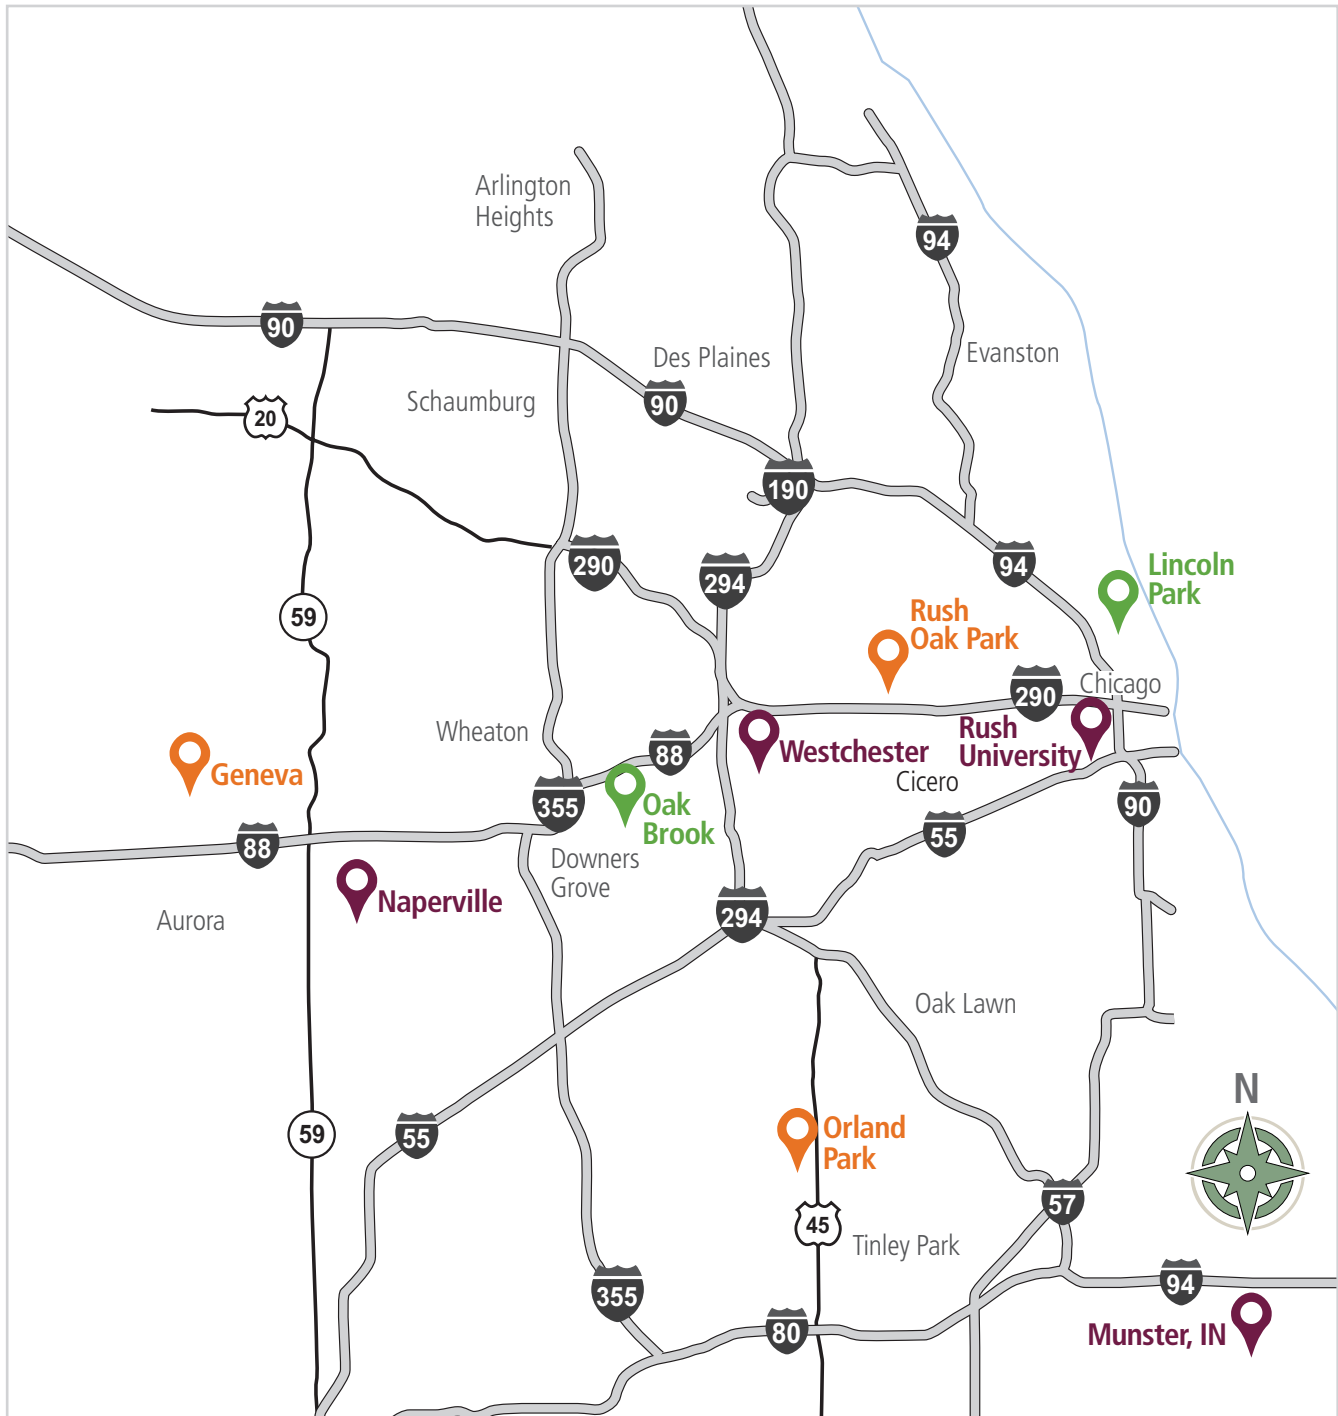 Arlington
Heights
94
90
Des Plaines
Evanston
Schaumburg
90
20
190
290
294
94
Lincoln
Park
59
Rush
Oak Park
Chicago
290
Wheaton
Rush
University
88
Westchester
Geneva
Cicero
355
Oak
Brook
90
55
88
Downers
Grove
Naperville
294
Aurora
Oak Lawn
N
59
55
Orland
Park
57
45
Tinley Park
355
94
80
Munster, IN